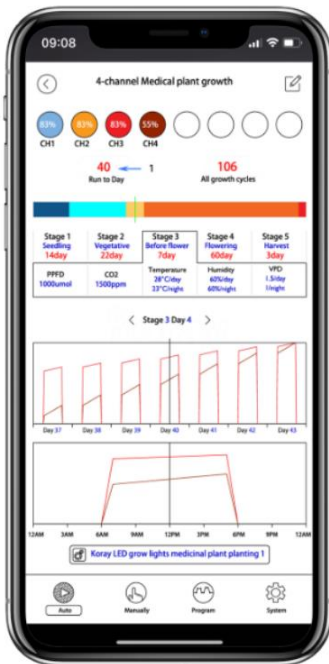 09:08
4-channel Medical plant growth
83% 83% 83% 55%
CH1 CH2 CH3 CH4
40 1 106
Run to Day All growth cycles
Stage 1 Stage 2 Stage 3 Stage 4 Stage 5
Seedling Vegetative Before flower Flowering Harvest
14day 22day 7day 60day 3day
PPFD CO2 Temperature Humidity VPD
1000umol 1500ppm 28°C/day 60%/day 1.5/day
23°C/night 60%/night 1/night
Stage 3 Day 4
Day 37 Day 38 Day 39 Day 40 Day 41 Day 42 Day 43
12AM 3AM 6AM 9AM 12PM 3PM 6PM 9PM 12AM
Koray LED grow lights medicinal plant planting 1
Auto Manually Program System